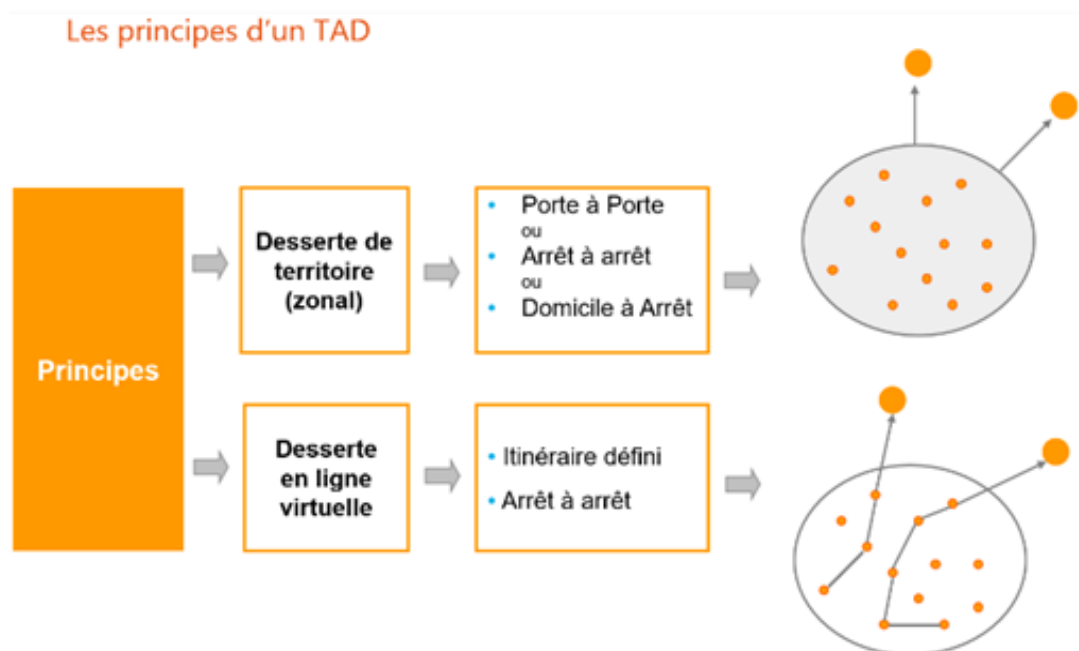 Les principes d'un TAD
Principes
Desserte de
territoire
(zonal)
• Porte à Porte
ou
• Arrêt à arrêt
ou
• Domicile à Arrêt
Desserte
en ligne
virtuelle
• Itinéraire défini
• Arrêt à arrêt